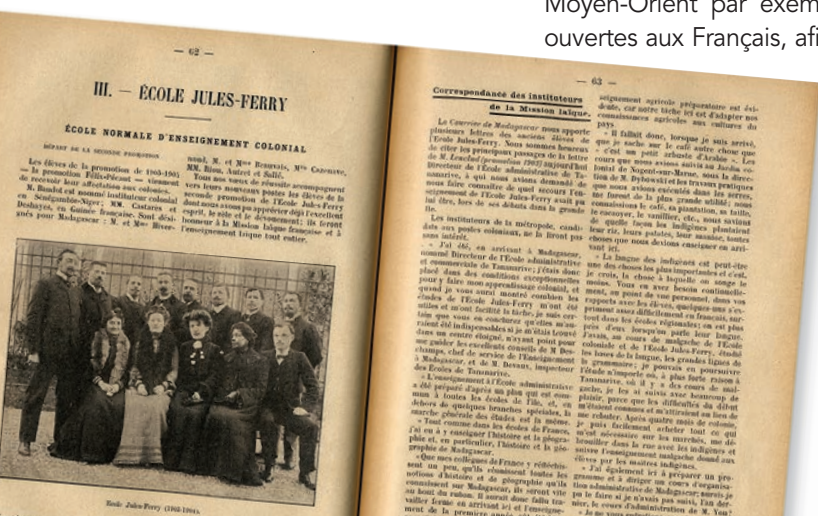 Moyen-Orient par exem
ouvertes aux Français, afi
— 62 —
III. — ÉCOLE JULES-FERRY
ÉCOLE NORMALE D'ENSEIGNEMENT COLONIAL
DÉPART DE LA SECONDE PROMOTION
Les élèves de la promotion de 1903-1905
— la promotion Félix-Pécaut — viennent
de recevoir leur affectation aux colonies.
M. Baudot est nommé instituteur colonial
en Sénégambie-Niger; MM. Castarès et
Deshayes, en Guinée française. Sont dési-
gnés pour Madagascar : M. et Mme
nond, M. et Mme Beauvais, Mlle Cazenave,
MM. Riou, Autret et Sallé.
Tous nos vœux de réussite accompagnent
vers leurs nouveaux postes les élèves de la
seconde promotion de l'École Jules-Ferry
dont nous avons pu apprécier déjà l'excellent
esprit, le zèle et le dévouement; ils feront
honneur à la Mission laïque française et à
l'enseignement laïque tout entier.
École Jules-Ferry (1903-1904).
— 63 —
Correspondance des instituteurs
de la Mission laïque.
Le Courrier de Madagascar nous apporte
plusieurs lettres des anciens élèves de
l'École Jules-Ferry. Nous sommes heureux
de citer les principaux passages de la lettre
de M. (promotion 1903) aujourd'hui
Directeur de l'École administrative de Ta-
nanarive, à qui nous avions demandé de
nous faire connaître de quel secours l'en-
seignement de l'École Jules-Ferry avait pu
lui être, lors de ses débuts dans la grande
île.
Les instituteurs de la métropole, candi-
dats aux postes coloniaux, ne la liront pas
sans intérêt.
« J'ai été, en arrivant à Madagascar,
nommé Directeur de l'École administrative
et commerciale de Tananarive; j'étais donc
placé dans des conditions exceptionnelles
pour y faire mon apprentissage colonial, et
quand je vous aurai montré combien les
études de l'École Jules-Ferry m'ont été
utiles et m'ont facilité la tâche, je suis cer-
tain que vous en conclurez qu'elles m'au-
raient été indispensables si je m'étais trouvé
dans un centre éloigné, n'ayant point pour
me guider les excellents conseils de M. Des-
champs, chef de service de l'Enseignement
à Madagascar, et de M. Devaux, inspecteur
des Écoles de Tananarive.
« L'enseignement à l'École administrative
a été préparé d'après un plan qui est com-
mun à toutes les écoles de l'île, et, en
dehors de quelques branches spéciales, la
marche générale des études est la même.
« Tout comme dans les écoles de France,
j'ai eu à y enseigner l'histoire et la géogra-
phie et, en particulier, l'histoire et la géo-
graphie de Madagascar.
« Que mes collègues de France y réfléchis-
sent un peu, qu'ils réunissent toutes les
notions d'histoire et de géographie qu'ils
connaissent sur Madagascar, ils seront vite
au bout du ruban. Il aurait donc fallu tra-
vailler ferme en arrivant ici et l'enseigne-
ment de la première année
seignement agricole préparatoire est évi-
dente, car notre tâche ici est d'adapter nos
connaissances agricoles aux cultures du
pays.
« Il fallait donc, lorsque je suis arrivé,
que je sache sur le café autre chose que
« c'est un petit arbuste d'Arabie ». Les
cours que nous avions suivis au Jardin co-
lonial de Nogent-sur-Marne, sous la direc-
tion de M. Dybowski et les travaux pratiques
que nous avions exécutés dans les serres,
me furent de la plus grande utilité; nous
connaissions le café, sa plantation, sa taille,
le cacaoyer, le vanillier, etc., nous savions
de quelle façon les indigènes plantaient
leur riz, leurs patates, leur manioc, toutes
choses que nous devions enseigner en arri-
vant ici.
« La langue des indigènes est peut-être
une des choses les plus importantes et c'est,
je crois, la chose à laquelle on songe le
moins. Vous en avez besoin continuelle-
ment, au point de vue personnel, dans vos
rapports avec les élèves, quelques-uns s'ex-
priment assez difficilement en français, sur-
tout dans les écoles régionales; on est plus
près d'eux lorsqu'on parle leur langue.
J'avais, au cours de malgache de l'École
coloniale et de l'École Jules-Ferry, étudié
les bases de la langue, les grandes lignes de
la grammaire; je pouvais en poursuivre
l'étude n'importe où, à plus forte raison à
Tananarive, où il y a des cours de mal-
gache, je les ai suivis avec beaucoup de
plaisir, parce que les difficultés du début
m'étaient connues et m'auraient en lieu de
me rebuter. Après quatre mois de colonie,
je puis facilement acheter tout ce qui
m'est nécessaire sur les marchés, me dé-
brouiller dans la rue avec les indigènes et
suivre l'enseignement malgache donné aux
élèves par les maîtres indigènes.
« J'ai également ici à préparer un pro-
gramme et à diriger un cours d'organisa-
tion administrative de Madagascar; aurais-je
pu le faire si je n'avais pas suivi, l'an der-
nier, le cours d'administration de M. You?